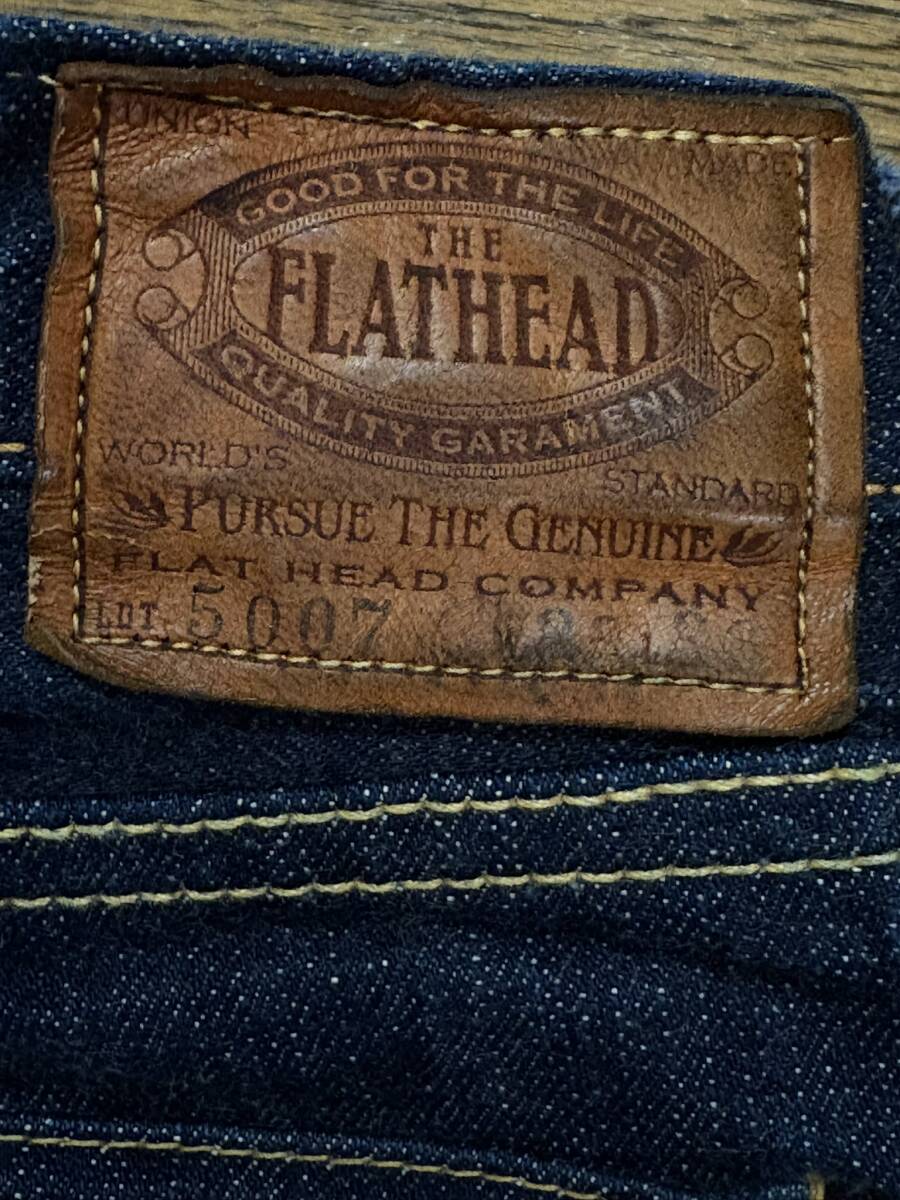 UNION MADE
GOOD FOR THE LIFE
THE
FLATHEAD
QUALITY GARAMENT
WORLD'S STANDARD
PURSUE THE GENUINE
FLAT HEAD COMPANY
LOT. 5007